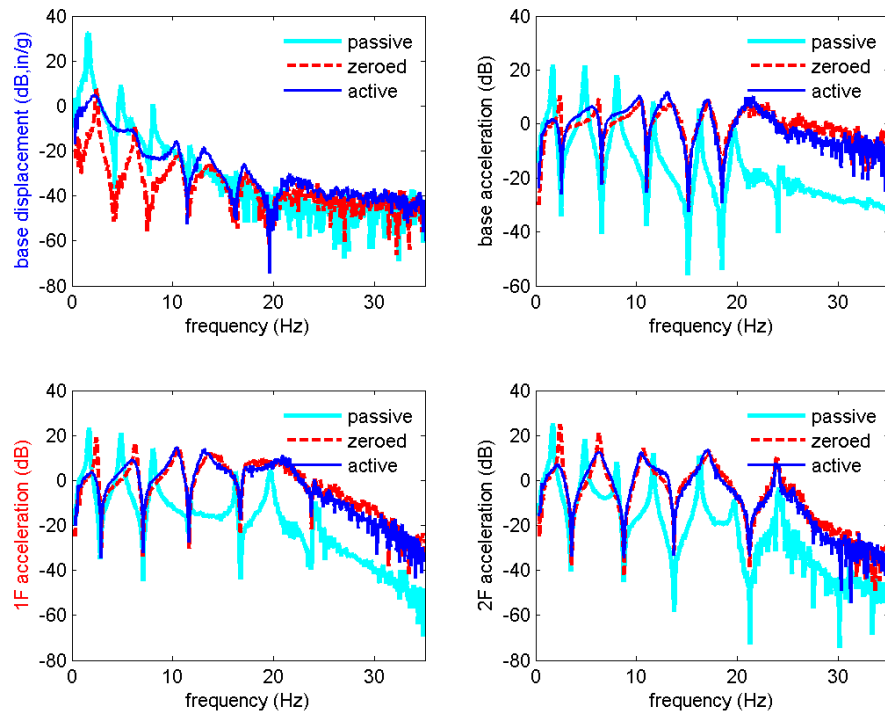 base displacement (dB,in/g)
40
20
0
-20
-40
-60
-80
passive
zeroed
active
0 10 20 30
frequency (Hz)
base acceleration (dB)
40
20
0
-20
-40
-60
passive
zeroed
active
0 10 20 30
frequency (Hz)
1F acceleration (dB)
40
20
0
-20
-40
-60
-80
passive
zeroed
active
0 10 20 30
frequency (Hz)
2F acceleration (dB)
40
20
0
-20
-40
-60
-80
passive
zeroed
active
0 10 20 30
frequency (Hz)